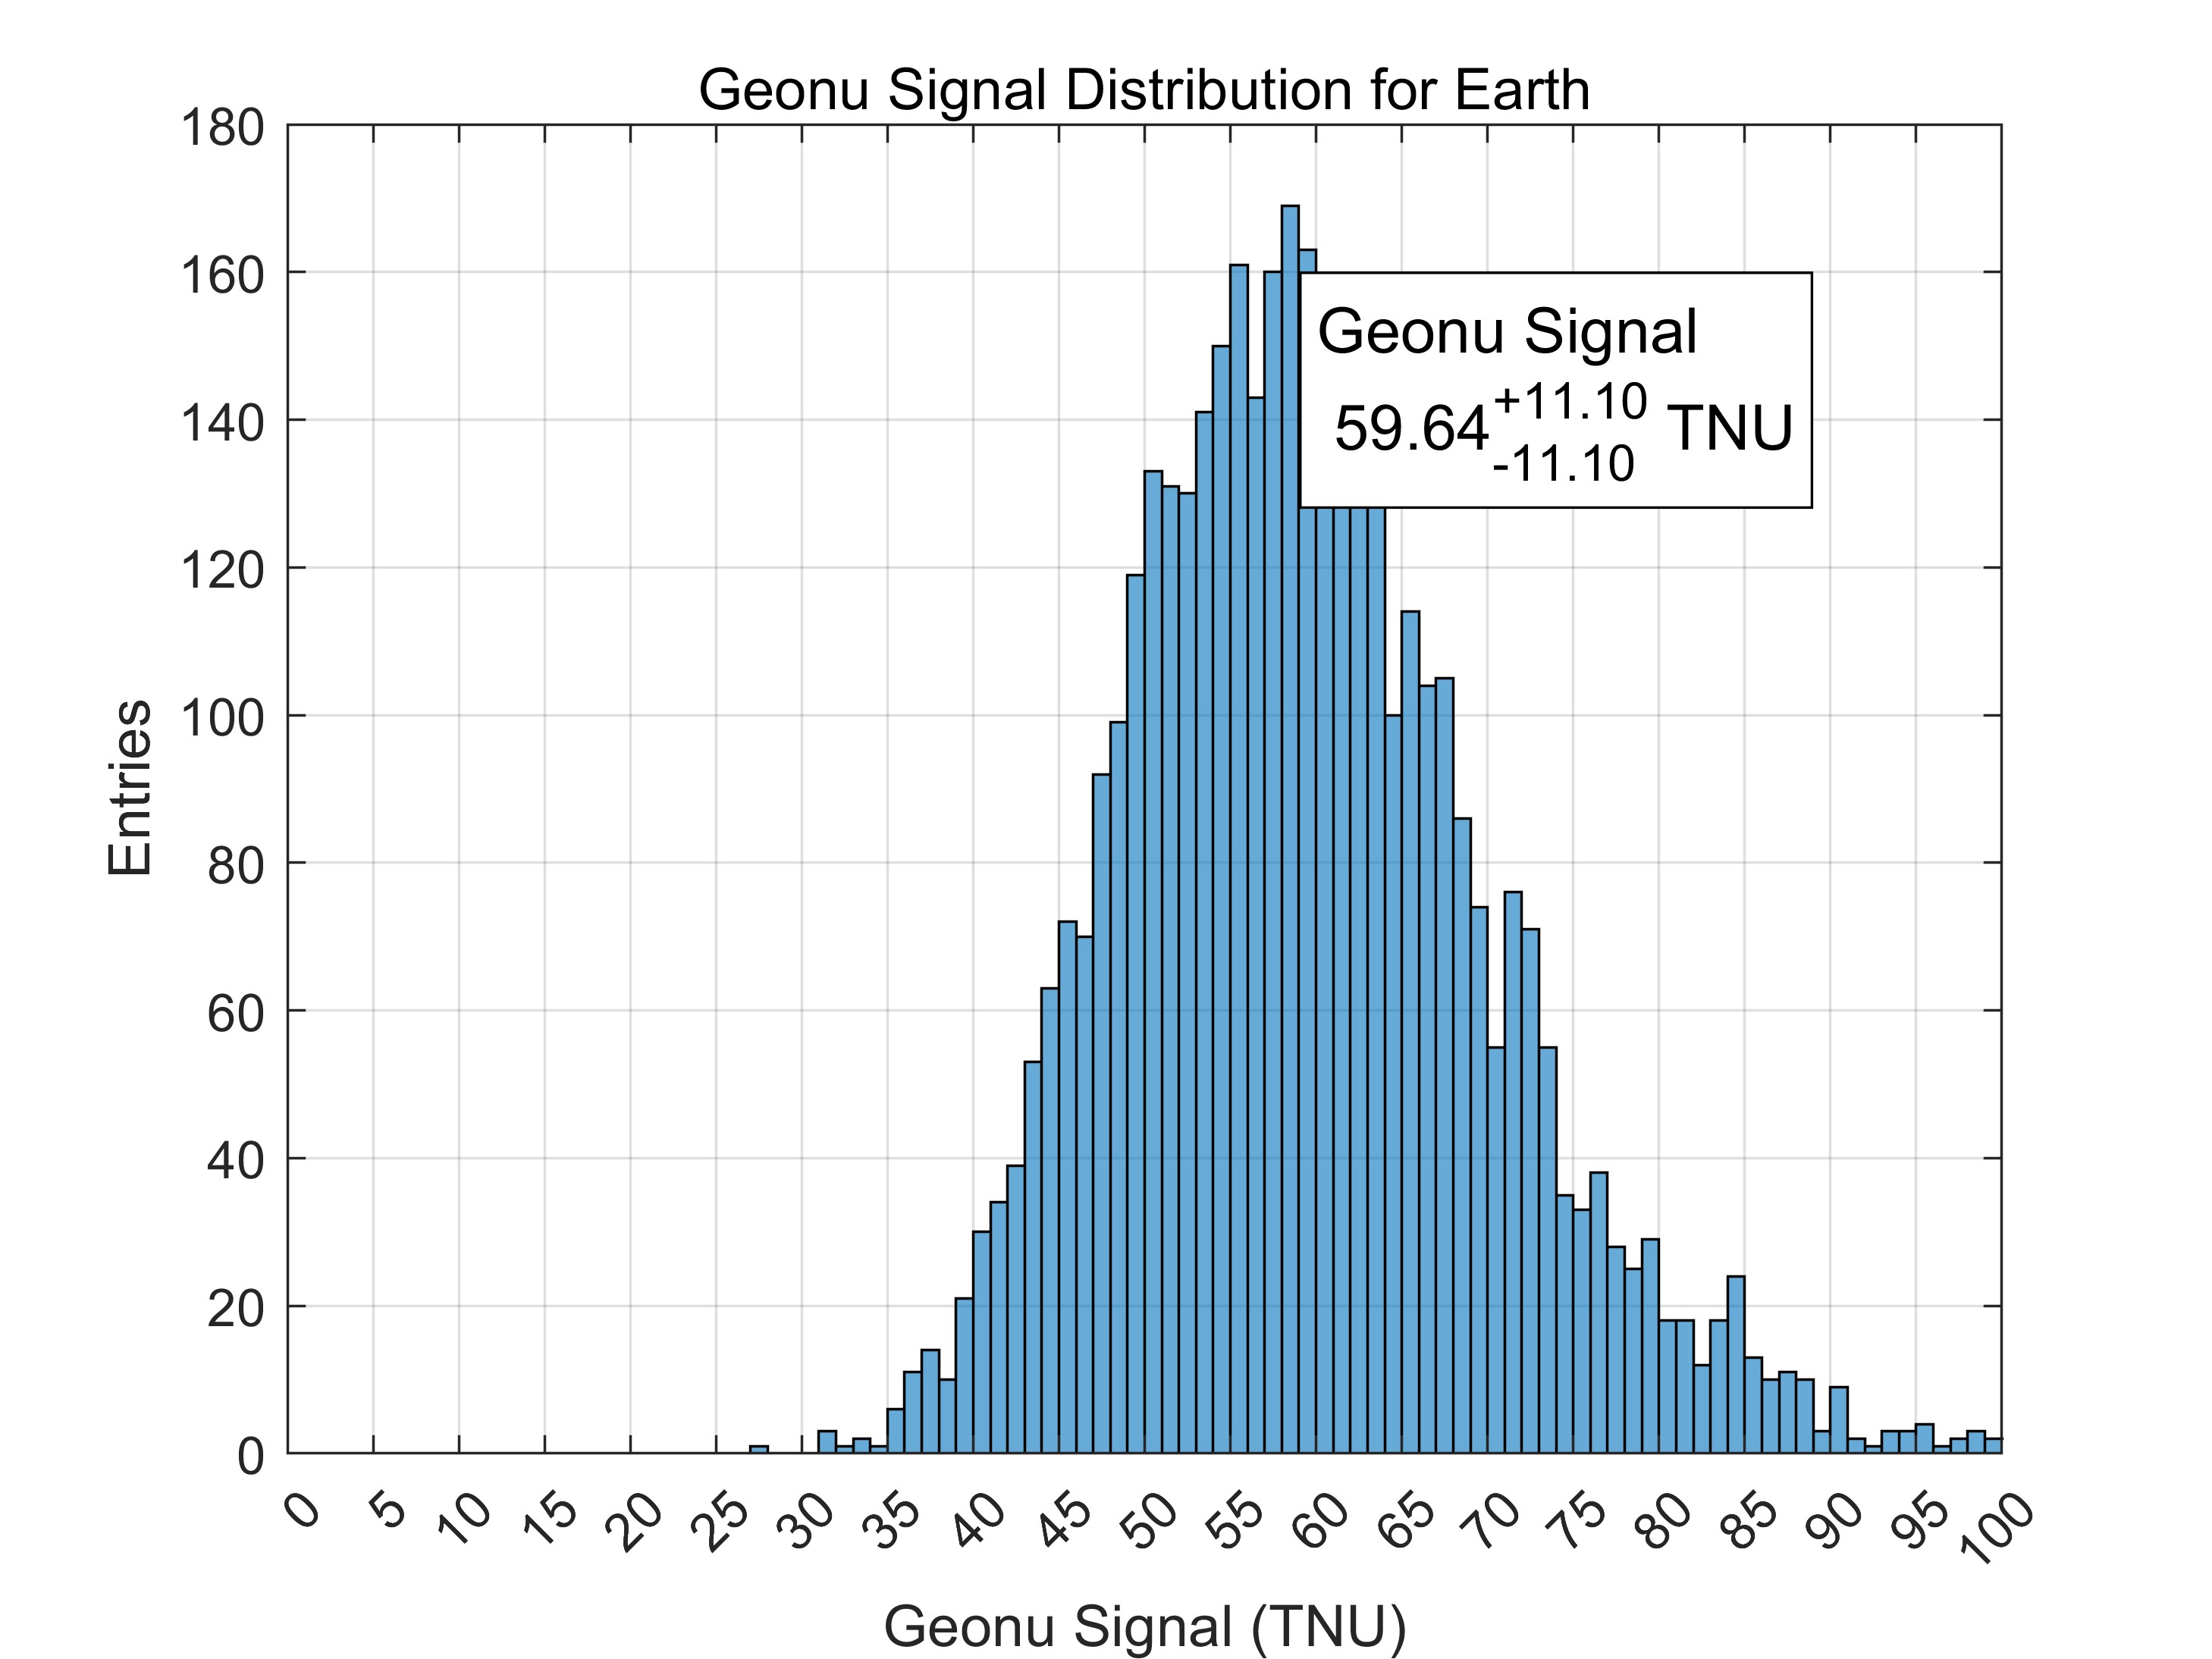 Geonu Signal Distribution for Earth
180
160
140
120
100
80
60
40
20
0
Entries
Geonu Signal
59.64+11.10 -11.10 TNU
0 5 10 15 20 25 30 35 40 45 50 55 60 65 70 75 80 85 90 95 100
Geonu Signal (TNU)